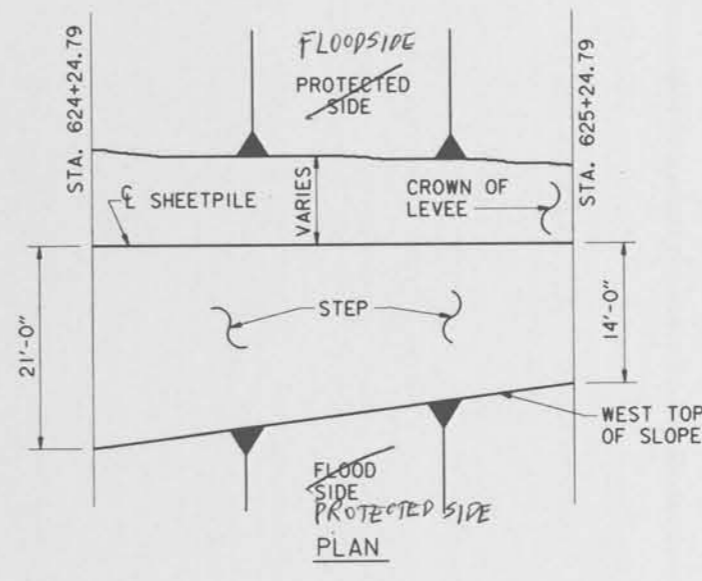 FLOODSIDE
PROTECTED
SIDE
STA. 624+24.79
STA. 625+24.79
℄ SHEETPILE
VARIES
CROWN OF
LEVEE
STEP
21'-0"
14'-0"
WEST TOP
OF SLOPE
FLOOD
SIDE
PROTECTED SIDE
PLAN